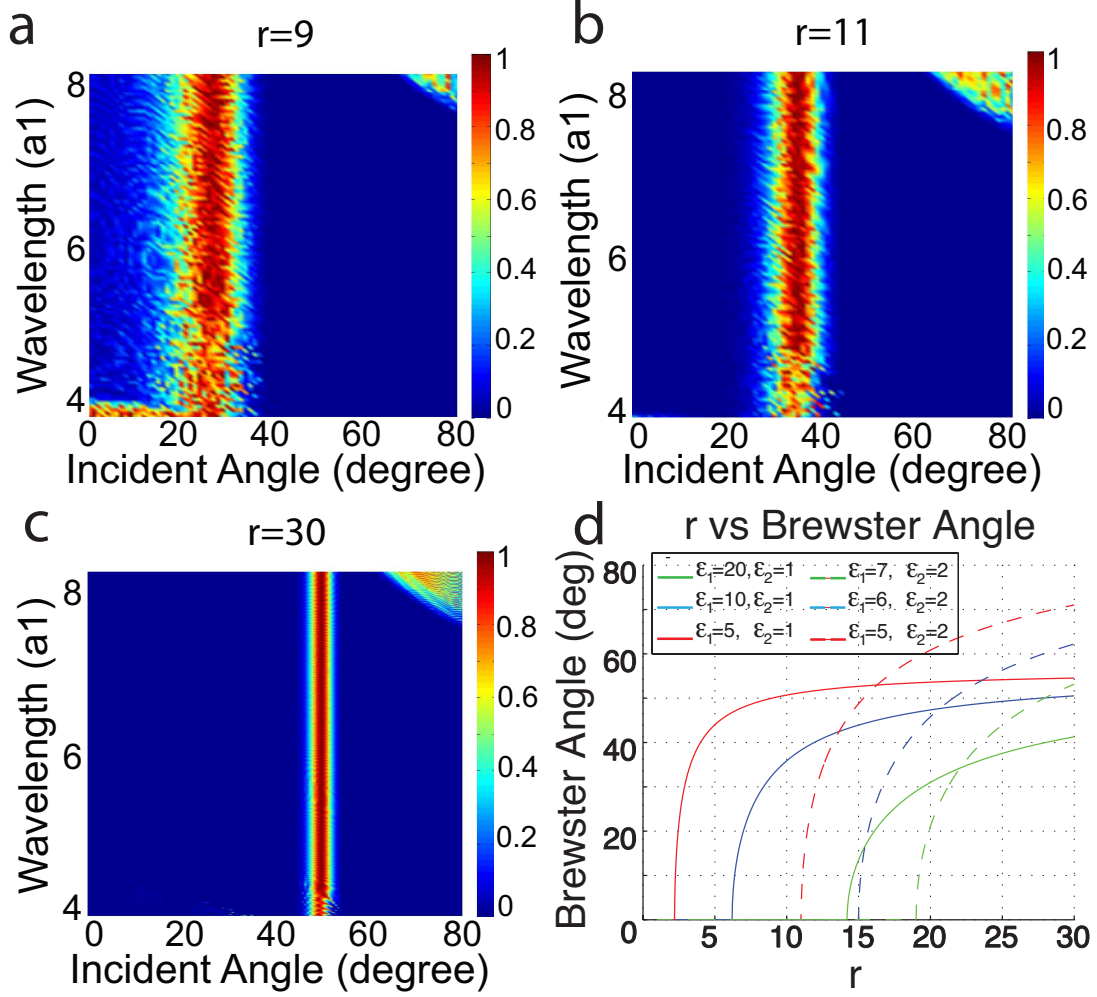 a
r=9
Wavelength (a1)
8
6
4
0 20 40 60 80
Incident Angle (degree)
1
0.8
0.6
0.4
0.2
0
b
r=11
Wavelength (a1)
8
6
4
0 20 40 60 80
Incident Angle (degree)
1
0.8
0.6
0.4
0.2
0
c
r=30
Wavelength (a1)
8
6
4
0 20 40 60 80
Incident Angle (degree)
1
0.8
0.6
0.4
0.2
0
d
r vs Brewster Angle
Brewster Angle (deg)
80
60
40
20
0
ε₁=20, ε₂=1
ε₁=10, ε₂=1
ε₁=5, ε₂=1
ε₁=7, ε₂=2
ε₁=6, ε₂=2
ε₁=5, ε₂=2
5 10 15 20 25 30
r